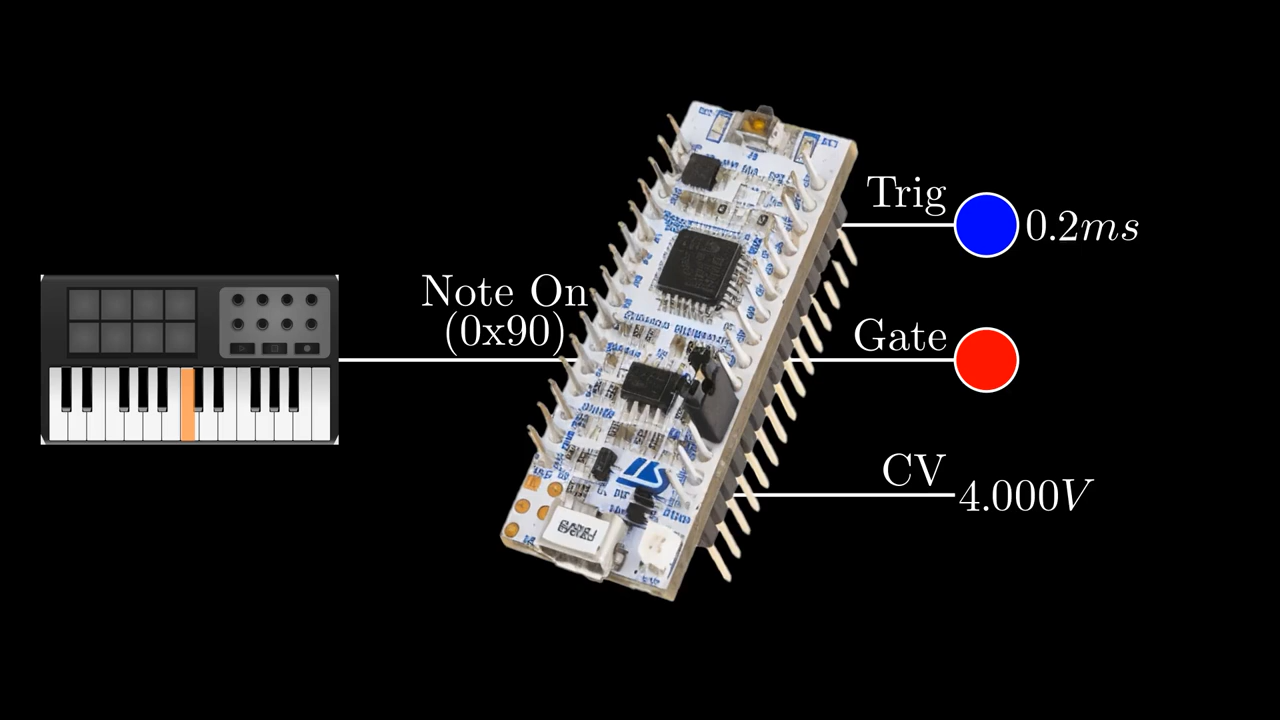 Note On
(0x90)
Trig
0.2ms
Gate
CV
4.000V